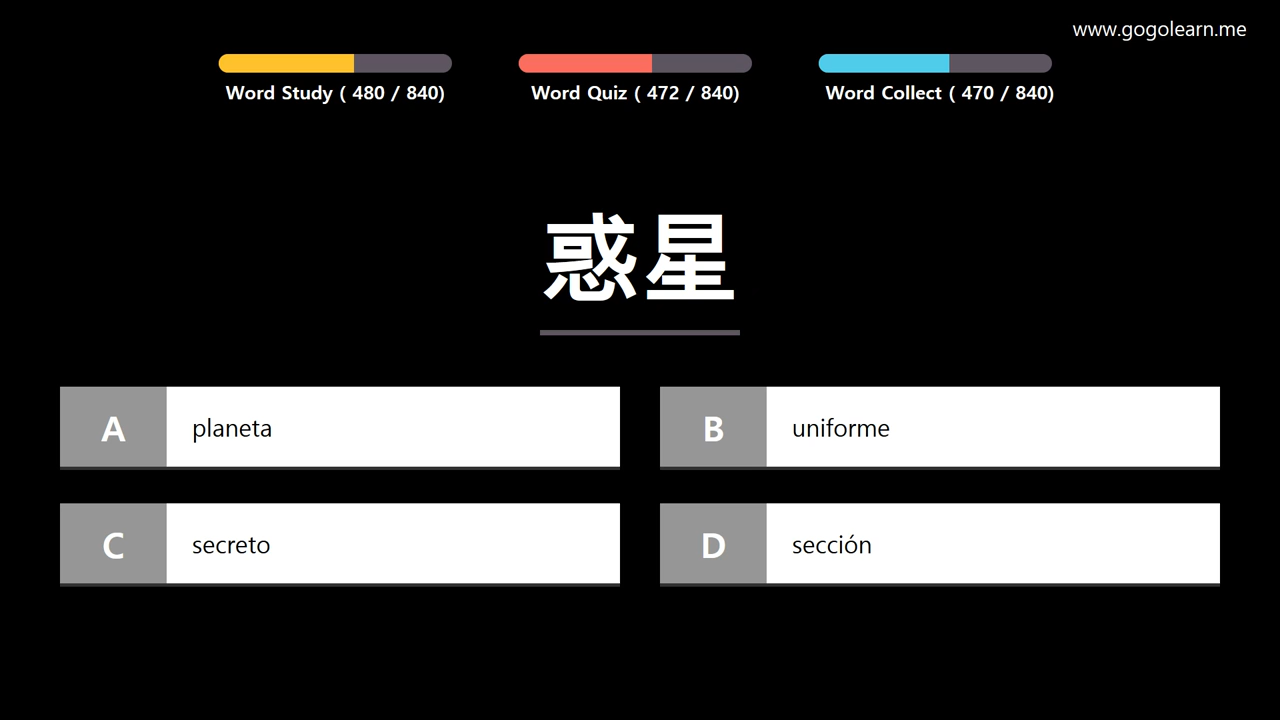 www.gogolearn.me
Word Study ( 480 / 840)
Word Quiz ( 472 / 840)
Word Collect ( 470 / 840)
惑星
A planeta
B uniforme
C secreto
D sección